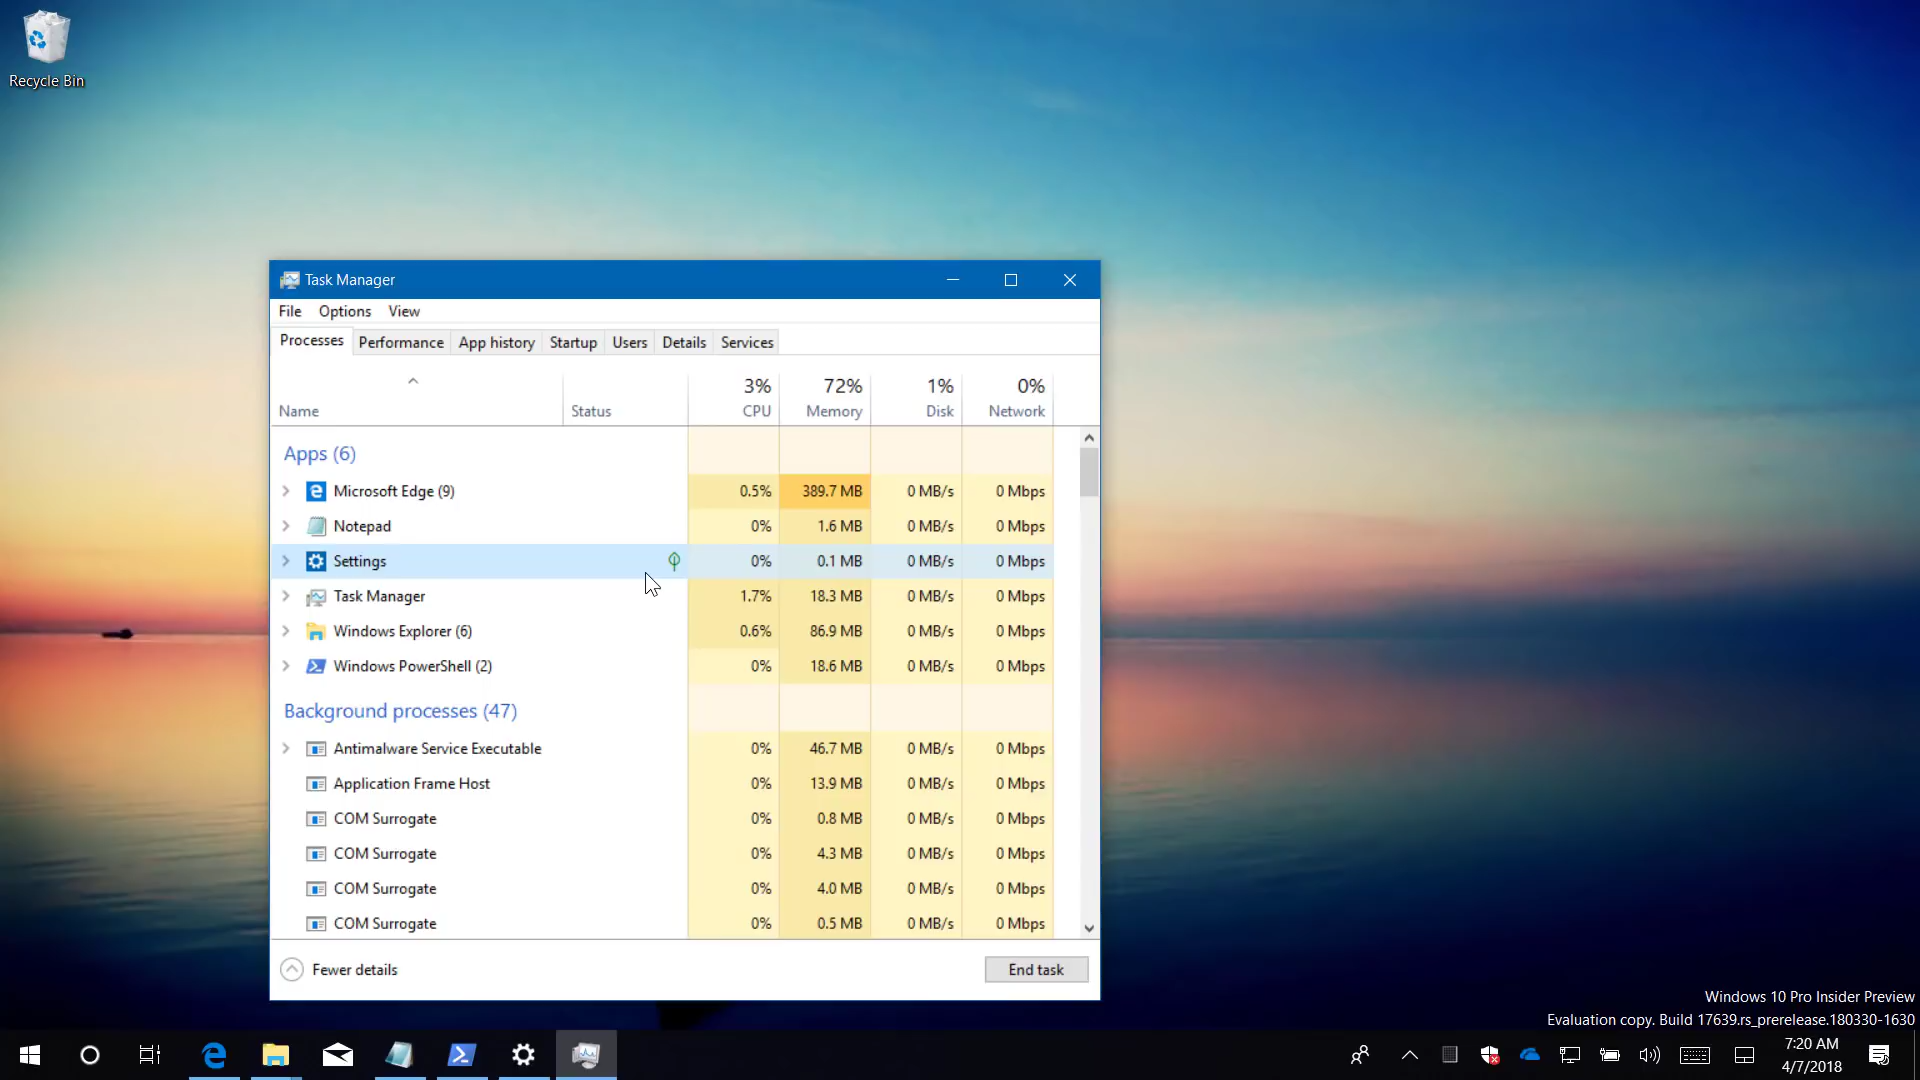 Recycle Bin
Task Manager
File Options View
Processes Performance App history Startup Users Details Services
3% 72% 1% 0%
Name Status CPU Memory Disk Network
Apps (6)
Microsoft Edge (9) 0.5% 389.7 MB 0 MB/s 0 Mbps
Notepad 0% 1.6 MB 0 MB/s 0 Mbps
Settings 0% 0.1 MB 0 MB/s 0 Mbps
Task Manager 1.7% 18.3 MB 0 MB/s 0 Mbps
Windows Explorer (6) 0.6% 86.9 MB 0 MB/s 0 Mbps
Windows PowerShell (2) 0% 18.6 MB 0 MB/s 0 Mbps
Background processes (47)
Antimalware Service Executable 0% 46.7 MB 0 MB/s 0 Mbps
Application Frame Host 0% 13.9 MB 0 MB/s 0 Mbps
COM Surrogate 0% 0.8 MB 0 MB/s 0 Mbps
COM Surrogate 0% 4.3 MB 0 MB/s 0 Mbps
COM Surrogate 0% 4.0 MB 0 MB/s 0 Mbps
COM Surrogate 0% 0.5 MB 0 MB/s 0 Mbps
Fewer details End task
Windows 10 Pro Insider Preview
Evaluation copy. Build 17639.rs_prerelease.180330-1630
7:20 AM
4/7/2018